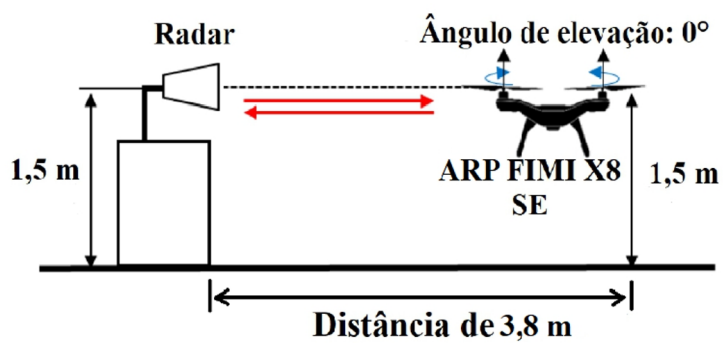 Radar
Ângulo de elevação: 0°
1,5 m
ARP FIMI X8
SE
1,5 m
Distância de 3,8 m